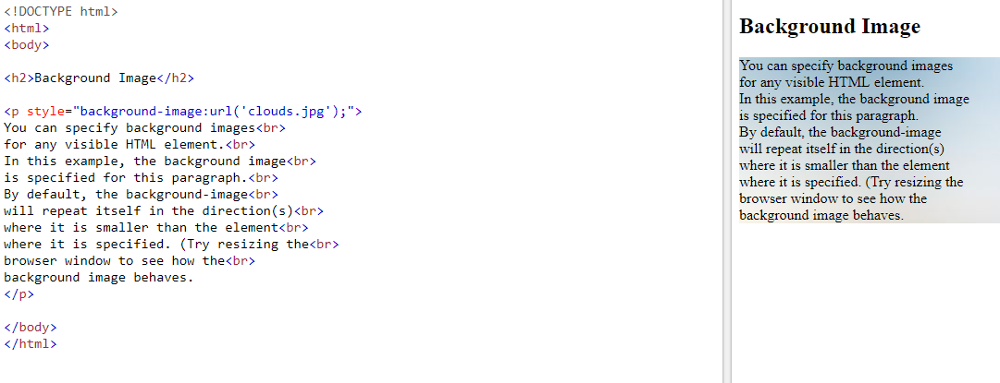 <!DOCTYPE html>
<html>
<body>
<h2>Background Image</h2>
<p style="background-image:url('clouds.jpg');">
You can specify background images<br>
for any visible HTML element.<br>
In this example, the background image<br>
is specified for this paragraph.<br>
By default, the background-image<br>
will repeat itself in the direction(s)<br>
where it is smaller than the element<br>
where it is specified. (Try resizing the<br>
browser window to see how the<br>
background image behaves.
</p>
</body>
</html>
Background Image
You can specify background images
for any visible HTML element.
In this example, the background image
is specified for this paragraph.
By default, the background-image
will repeat itself in the direction(s)
where it is smaller than the element
where it is specified. (Try resizing the
browser window to see how the
background image behaves.